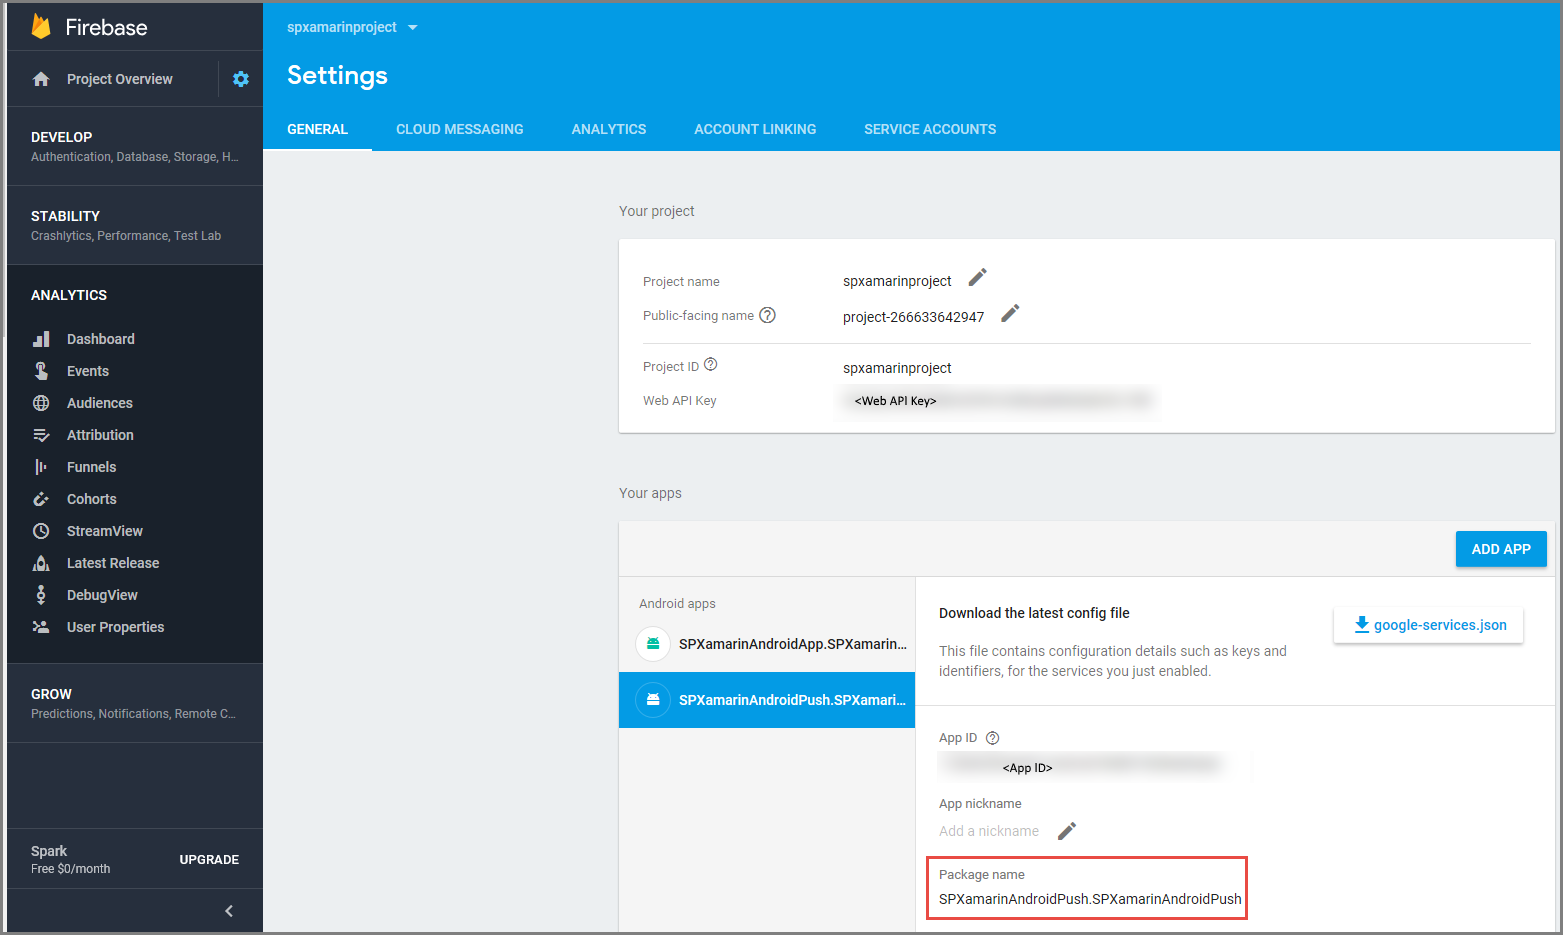 Firebase
Project Overview
DEVELOP
Authentication, Database, Storage, H...
STABILITY
Crashlytics, Performance, Test Lab
ANALYTICS
Dashboard
Events
Audiences
Attribution
Funnels
Cohorts
StreamView
Latest Release
DebugView
User Properties
GROW
Predictions, Notifications, Remote C...
Spark
Free $0/month
UPGRADE
spxamarinproject
Settings
GENERAL CLOUD MESSAGING ANALYTICS ACCOUNT LINKING SERVICE ACCOUNTS
Your project
Project name spxamarinproject
Public-facing name ? project-266633642947
Project ID ? spxamarinproject
Web API Key <Web API Key>
Your apps
ADD APP
Android apps
SPXamarinAndroidApp.SPXamarin...
SPXamarinAndroidPush.SPXamari...
Download the latest config file
google-services.json
This file contains configuration details such as keys and
identifiers, for the services you just enabled.
App ID ?
<App ID>
App nickname
Add a nickname
Package name
SPXamarinAndroidPush.SPXamarinAndroidPush